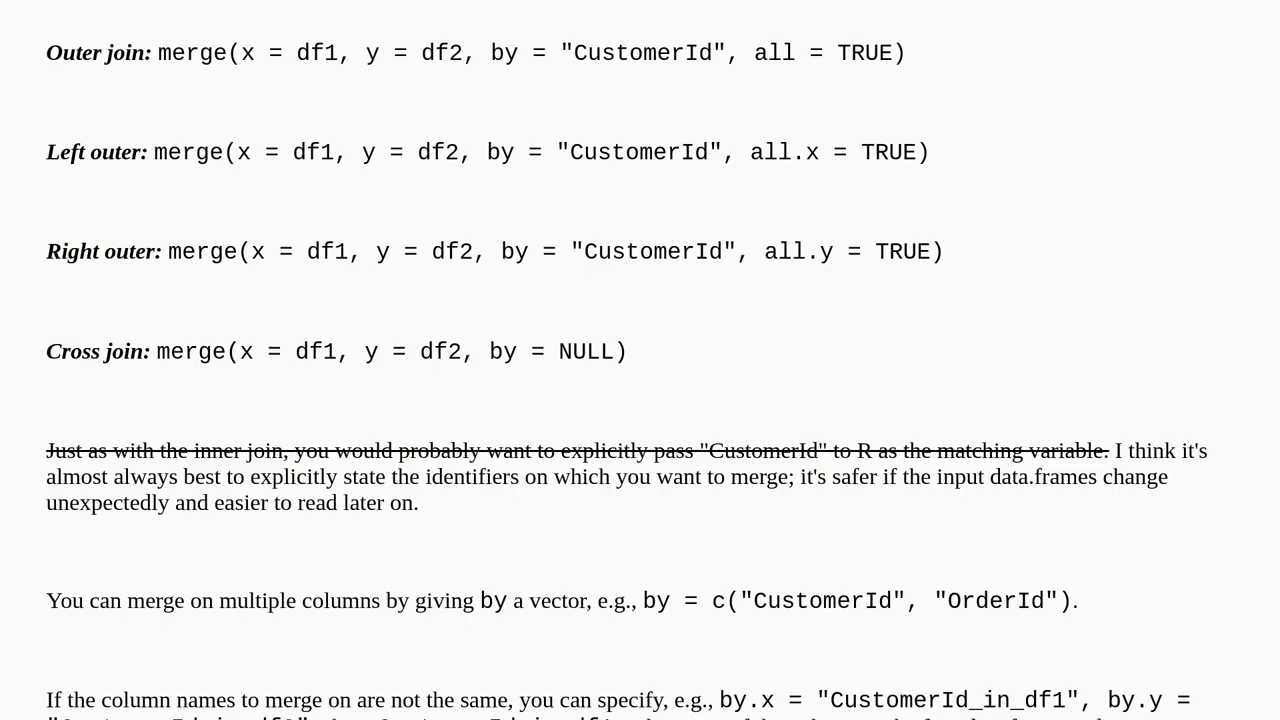 Outer join: merge(x = df1, y = df2, by = "CustomerId", all = TRUE)
Left outer: merge(x = df1, y = df2, by = "CustomerId", all.x = TRUE)
Right outer: merge(x = df1, y = df2, by = "CustomerId", all.y = TRUE)
Cross join: merge(x = df1, y = df2, by = NULL)
Just as with the inner join, you would probably want to explicitly pass "CustomerId" to R as the matching variable. I think it's
almost always best to explicitly state the identifiers on which you want to merge; it's safer if the input data.frames change
unexpectedly and easier to read later on.
You can merge on multiple columns by giving by a vector, e.g., by = c("CustomerId", "OrderId").
If the column names to merge on are not the same, you can specify, e.g., by.x = "CustomerId_in_df1", by.y =